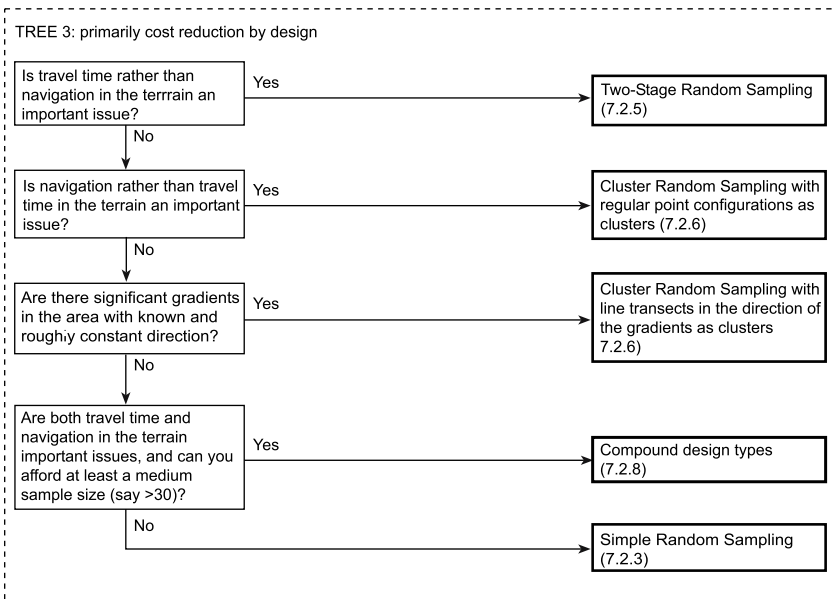 TREE 3: primarily cost reduction by design
Is travel time rather than
navigation in the terrrain an
important issue?
Yes
Two-Stage Random Sampling
(7.2.5)
No
Is navigation rather than travel
time in the terrain an important
issue?
Yes
Cluster Random Sampling with
regular point configurations as
clusters (7.2.6)
No
Are there significant gradients
in the area with known and
roughly constant direction?
Yes
Cluster Random Sampling with
line transects in the direction of
the gradients as clusters
7.2.6)
No
Are both travel time and
navigation in the terrain
important issues, and can you
afford at least a medium
sample size (say >30)?
Yes
Compound design types
(7.2.8)
No
Simple Random Sampling
(7.2.3)